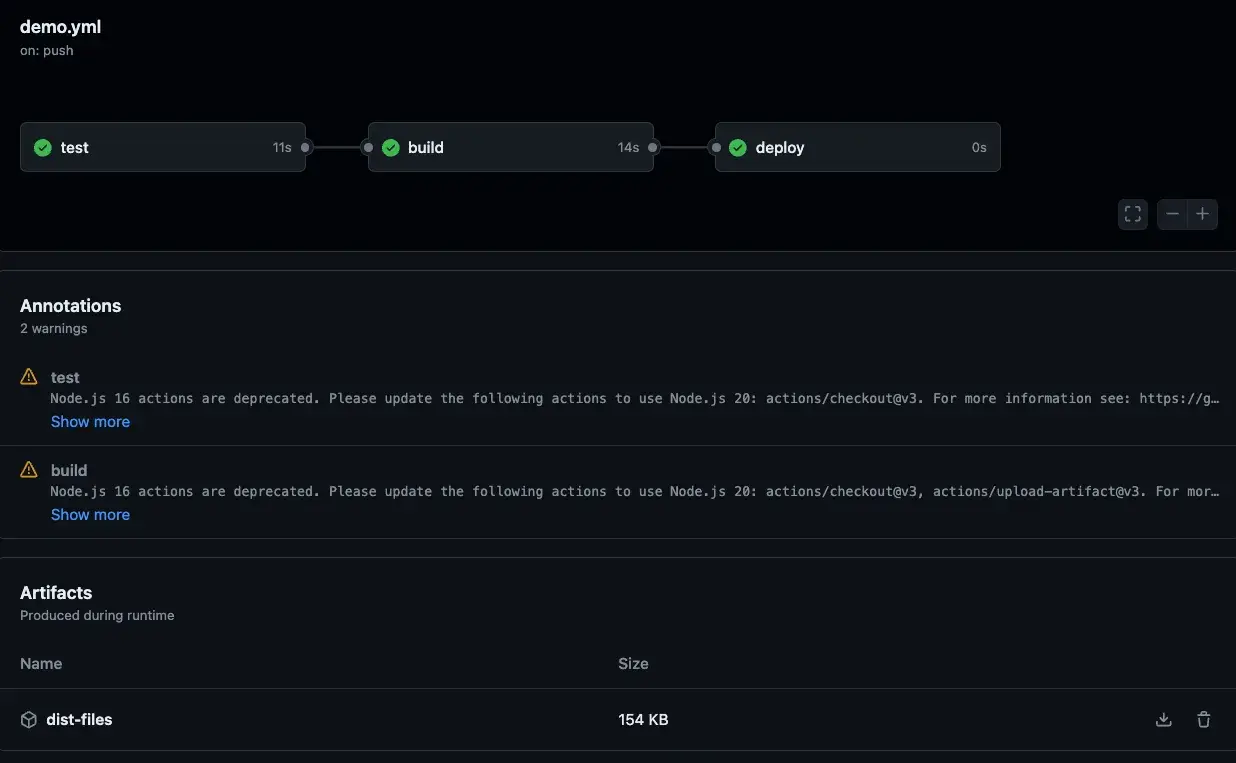 demo.yml
on: push
test 11s
build 14s
deploy 0s
Annotations
2 warnings
test
Node.js 16 actions are deprecated. Please update the following actions to use Node.js 20: actions/checkout@v3. For more information see: https://g…
Show more
build
Node.js 16 actions are deprecated. Please update the following actions to use Node.js 20: actions/checkout@v3, actions/upload-artifact@v3. For mor…
Show more
Artifacts
Produced during runtime
Name Size
dist-files 154 KB